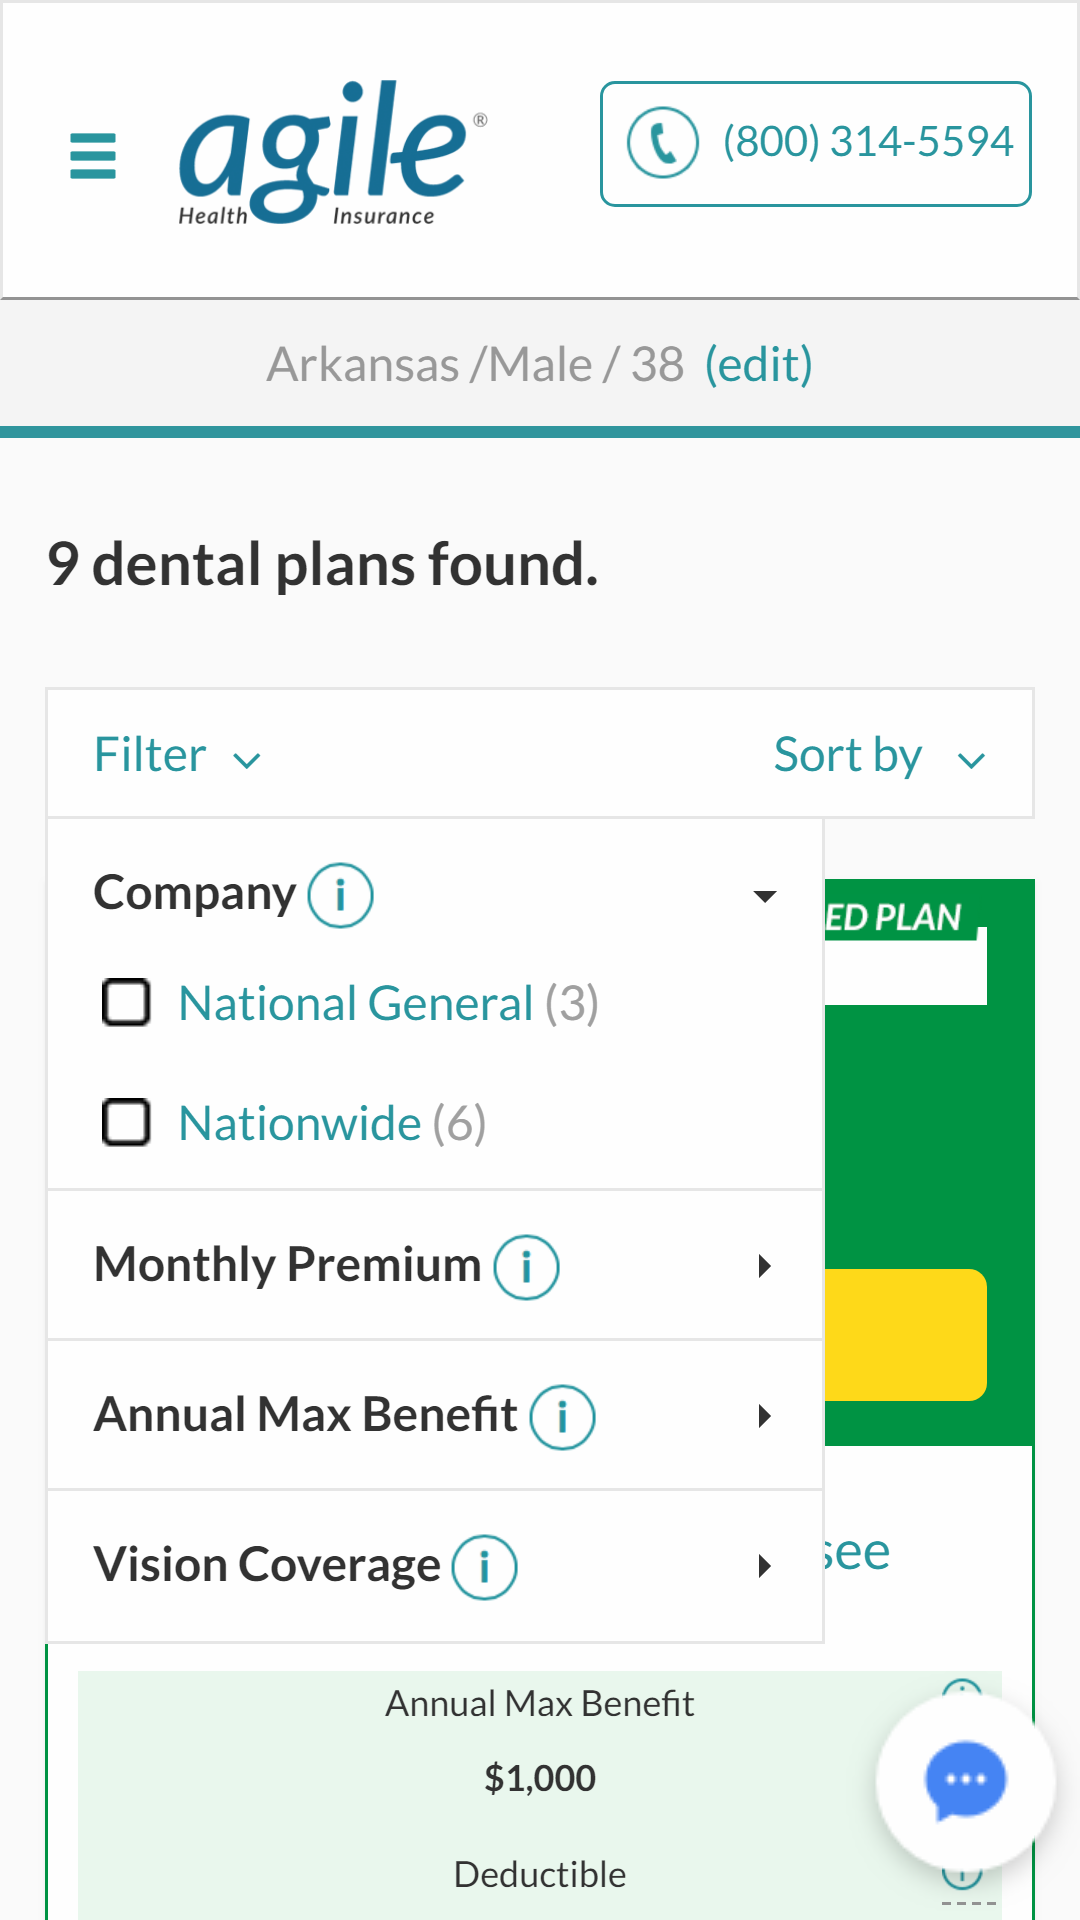 agile®
Health Insurance
(800) 314-5594
Arkansas /Male / 38 (edit)
9 dental plans found.
Filter
Sort by
Company i
ED PLAN
National General (3)
Nationwide (6)
Monthly Premium i
Annual Max Benefit i
Vision Coverage i
see
Annual Max Benefit
$1,000
Deductible